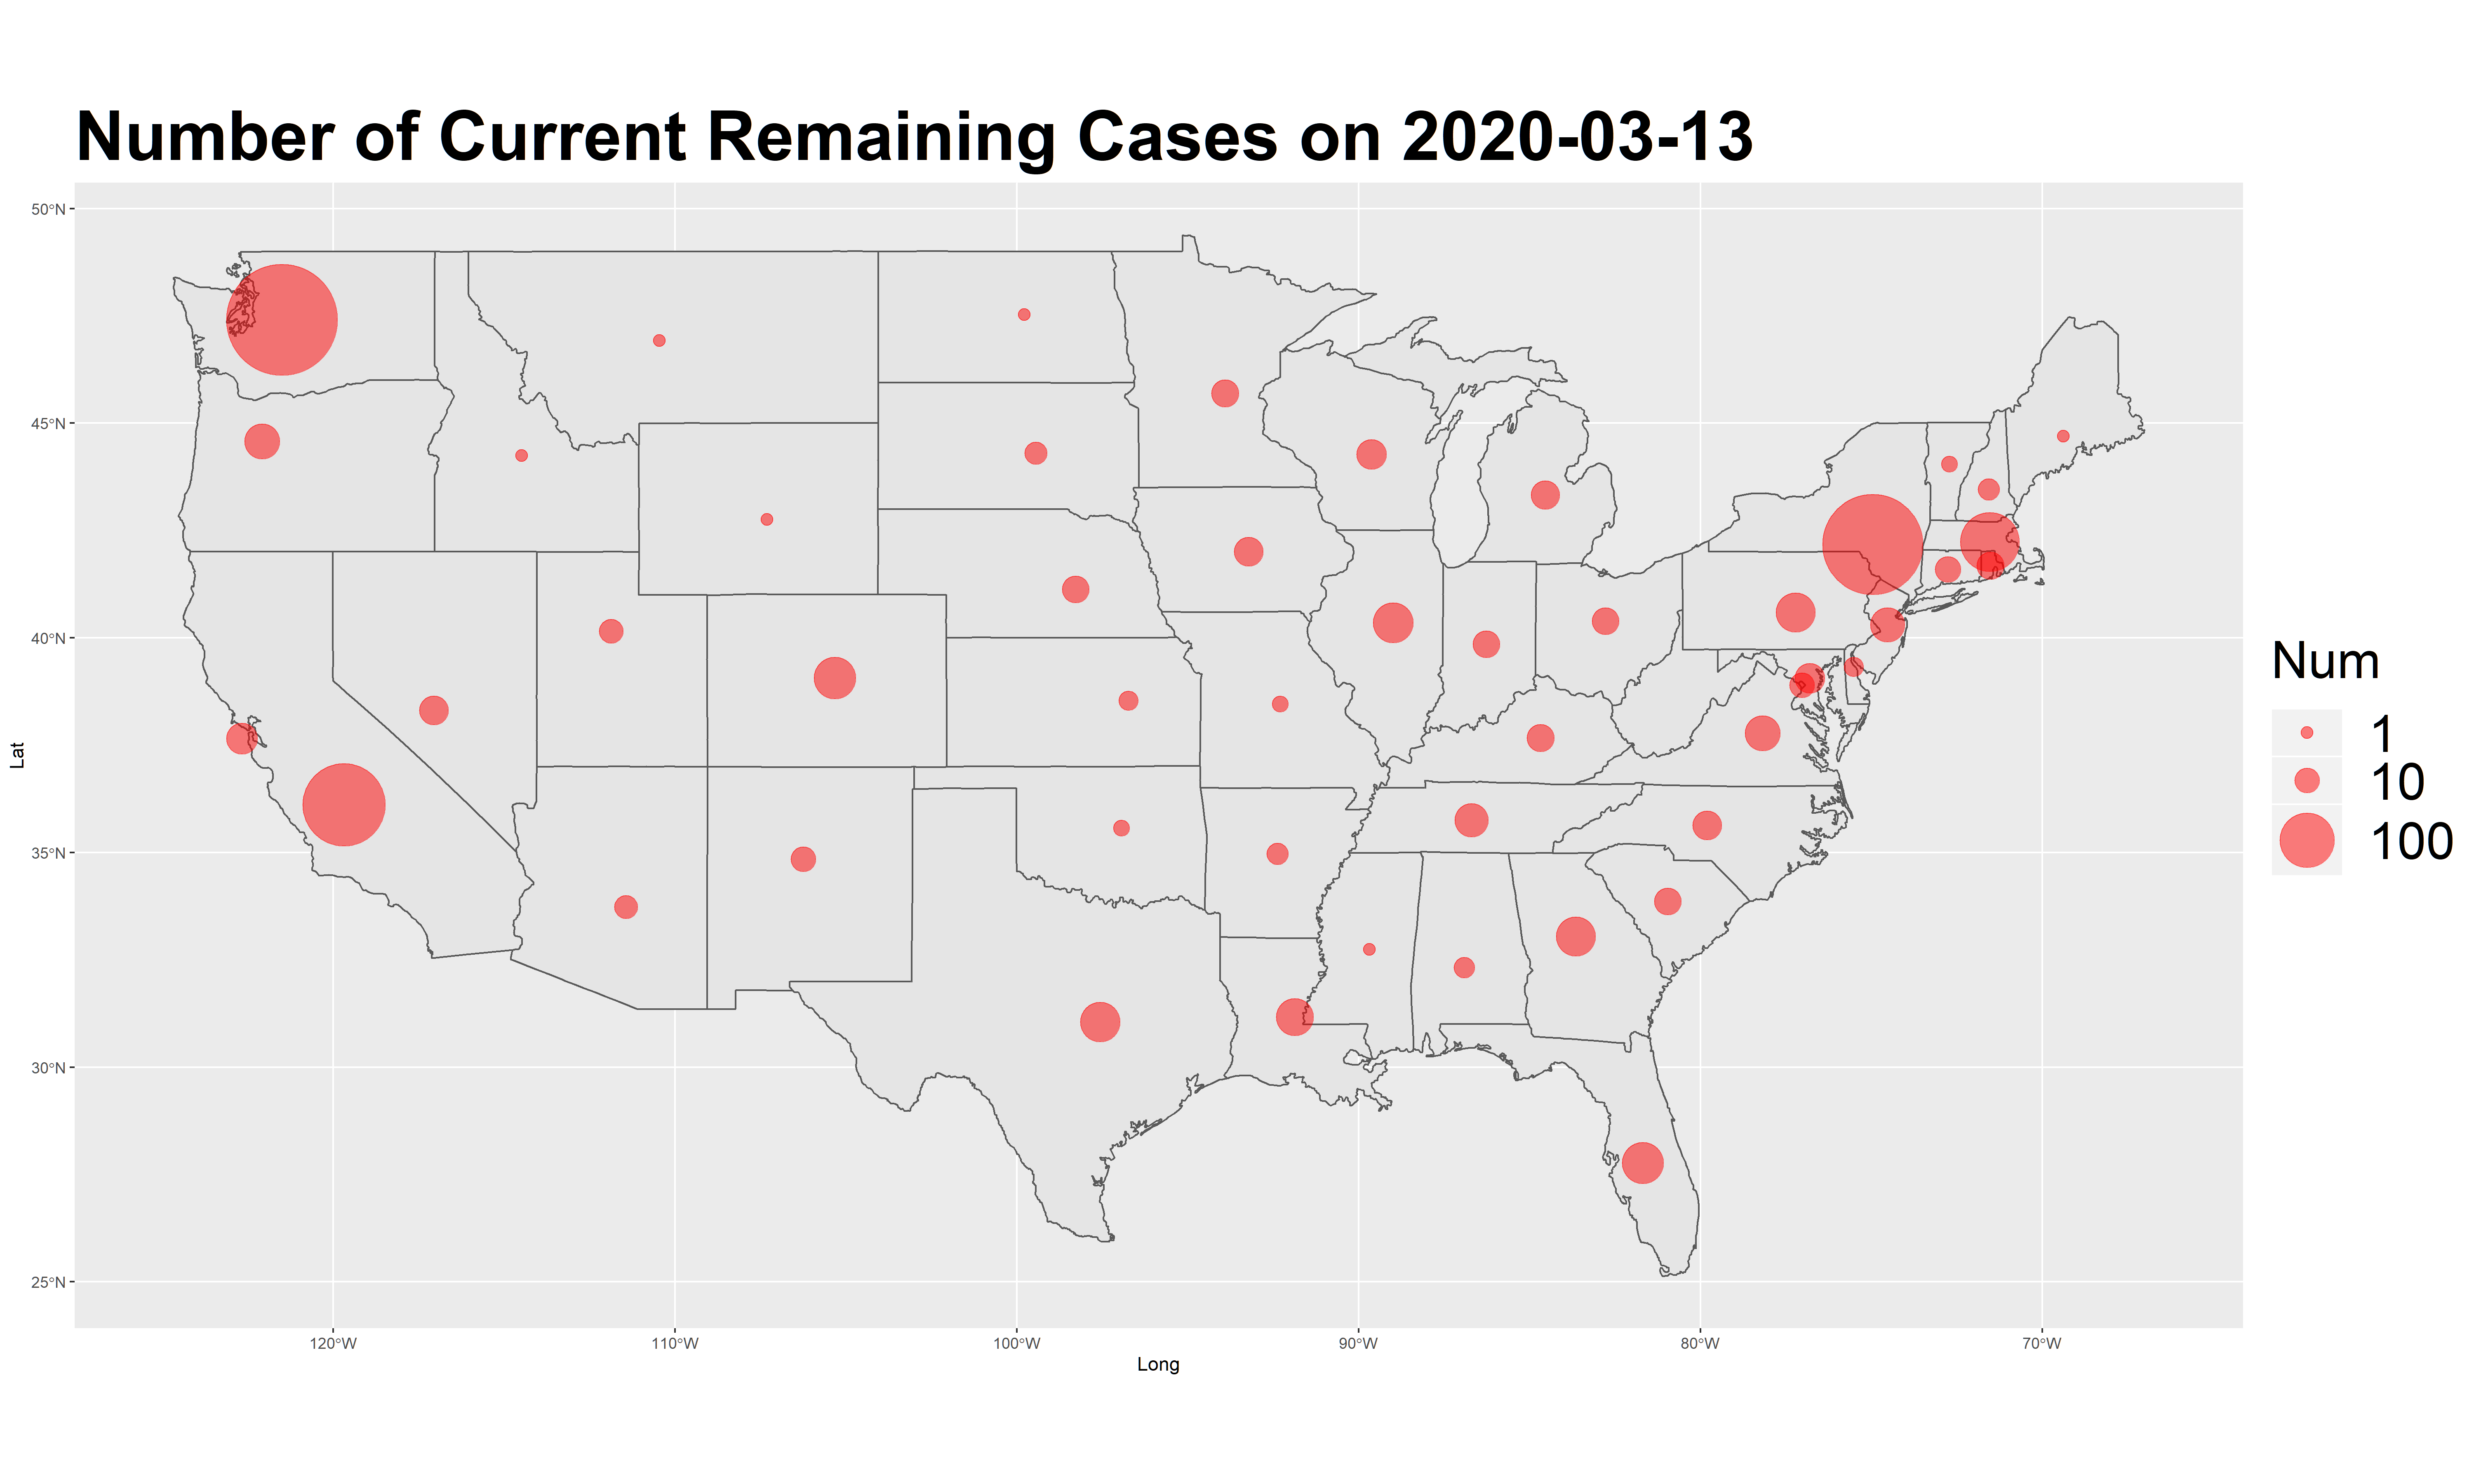 Number of Current Remaining Cases on 2020-03-13
50°N
45°N
40°N
35°N
30°N
25°N
Lat
120°W
110°W
100°W
90°W
80°W
70°W
Long
Num
1
10
100